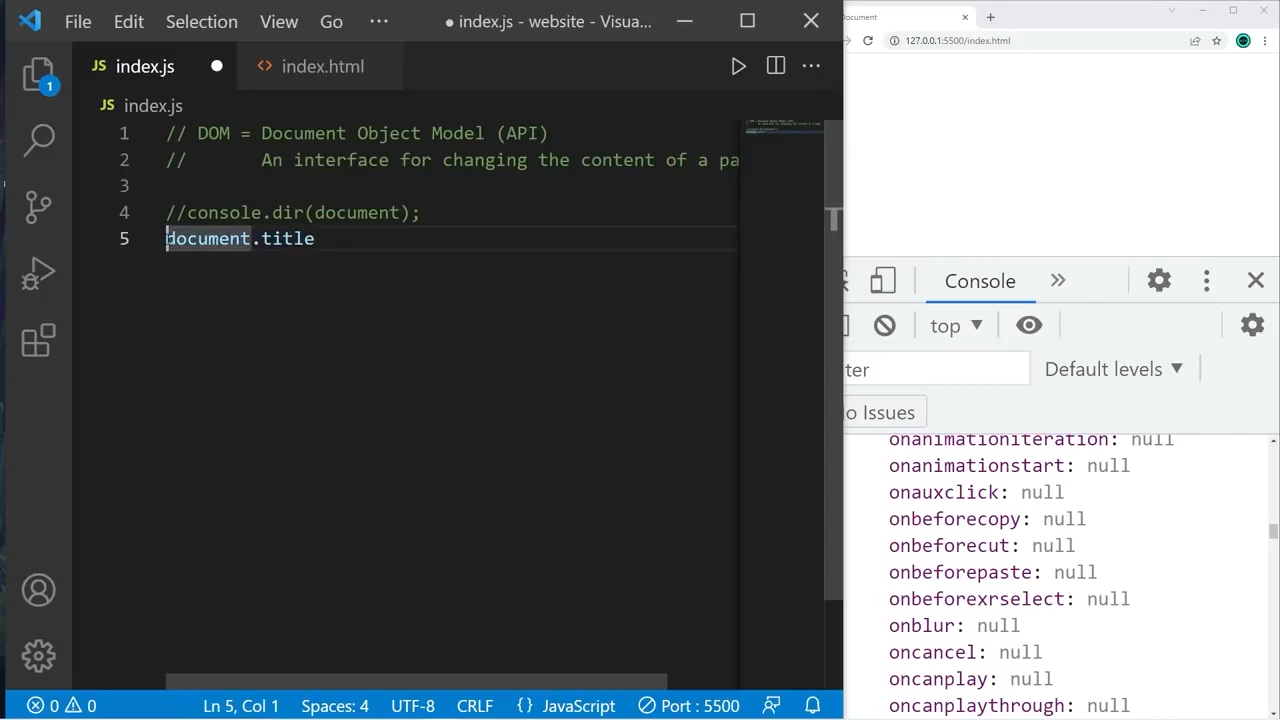 File Edit Selection View Go ··· ● index.js - website - Visua...
JS index.js ● <> index.html
JS index.js
1 // DOM = Document Object Model (API)
2 // An interface for changing the content of a pa
3
4 //console.dir(document);
5 document.title
1
0 0 Ln 5, Col 1 Spaces: 4 UTF-8 CRLF {} JavaScript Port : 5500
Document
127.0.0.1:5500/index.html
Console
top
ter Default levels
o Issues
onanimationiteration: null
onanimationstart: null
onauxclick: null
onbeforecopy: null
onbeforecut: null
onbeforepaste: null
onbeforexrselect: null
onblur: null
oncancel: null
oncanplay: null
oncanplaythrough: null